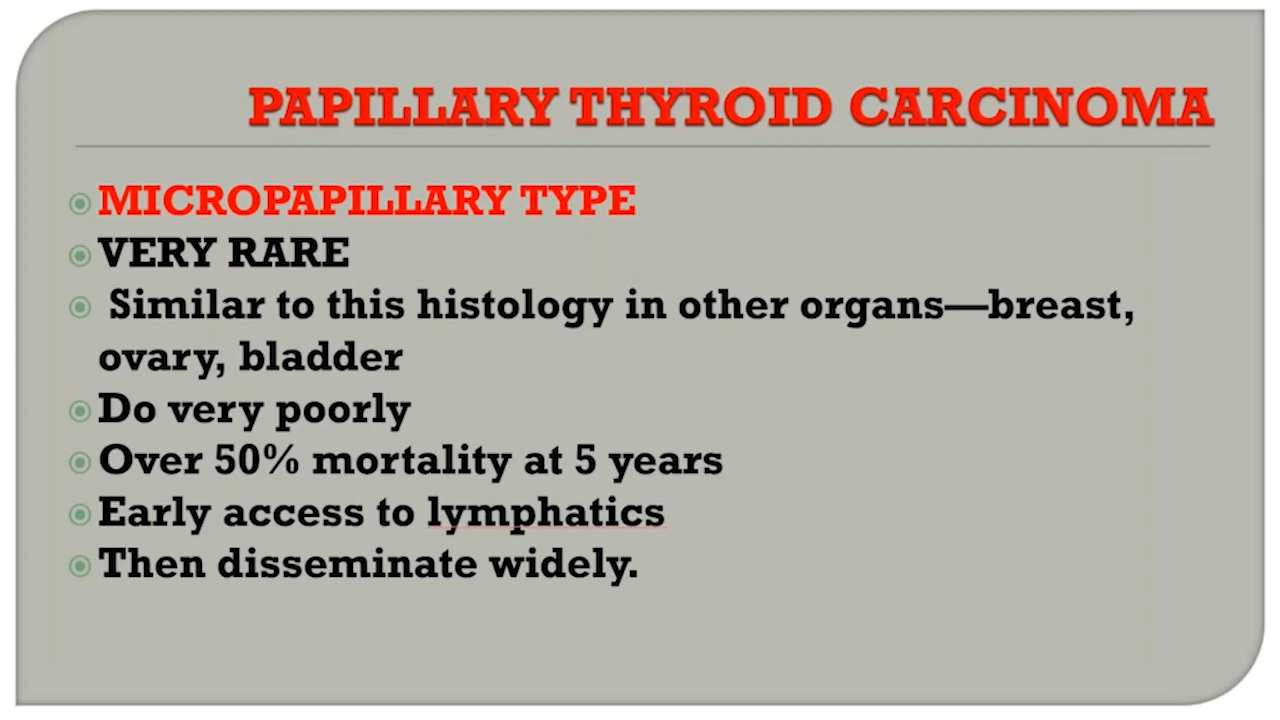 PAPILLARY THYROID CARCINOMA
MICROPAPILLARY TYPE
VERY RARE
Similar to this histology in other organs—breast,
ovary, bladder
Do very poorly
Over 50% mortality at 5 years
Early access to lymphatics
Then disseminate widely.